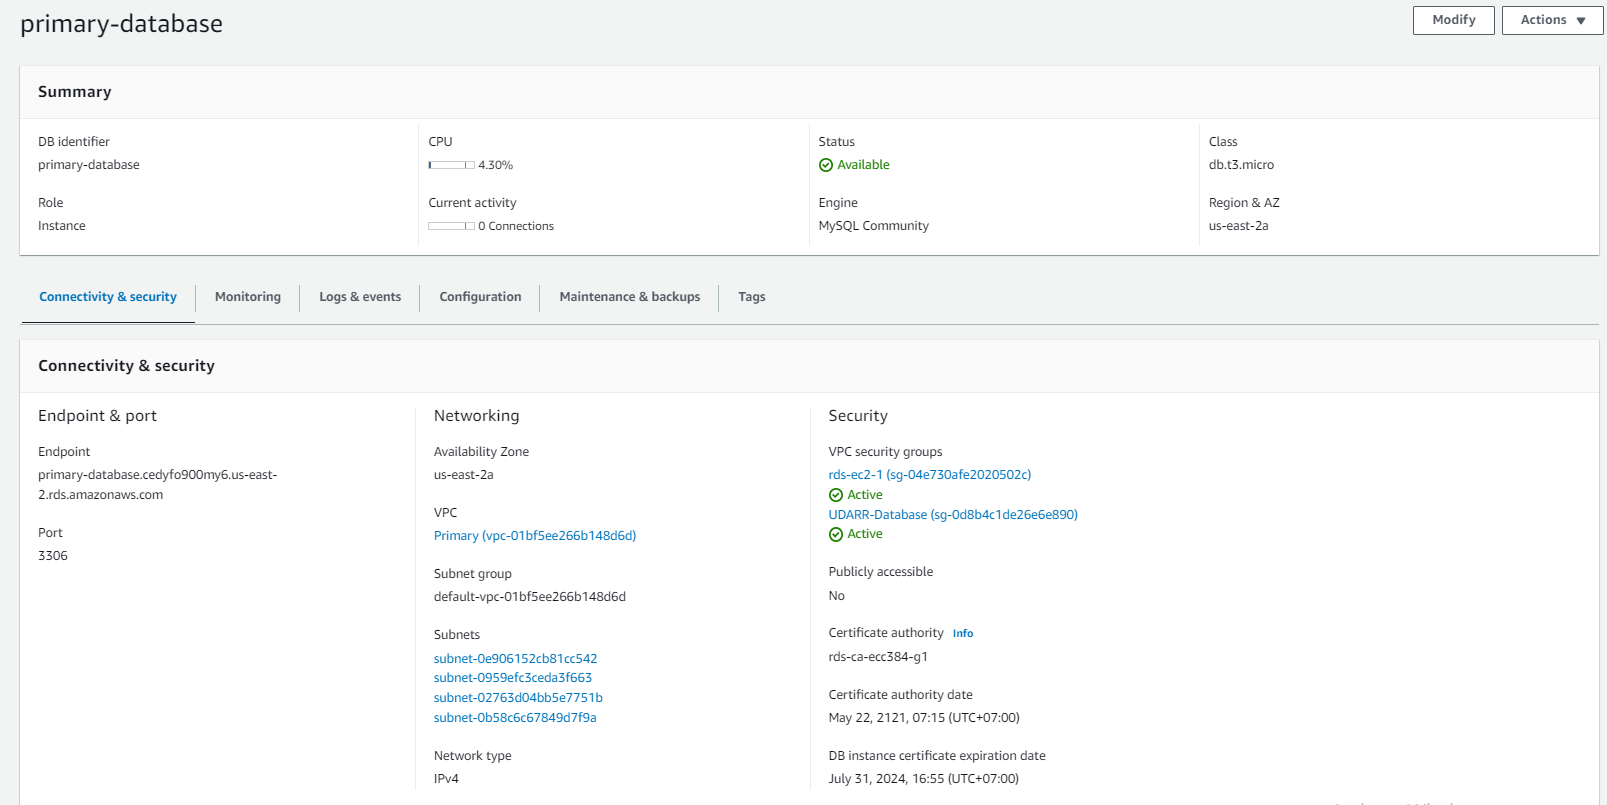 primary-database
Modify
Actions
Summary
DB identifier
primary-database
CPU
4.30%
Status
Available
Class
db.t3.micro
Role
Instance
Current activity
0 Connections
Engine
MySQL Community
Region & AZ
us-east-2a
Connectivity & security
Monitoring
Logs & events
Configuration
Maintenance & backups
Tags
Connectivity & security
Endpoint & port
Endpoint
primary-database.cedyfo900my6.us-east-
2.rds.amazonaws.com
Port
3306
Networking
Availability Zone
us-east-2a
VPC
Primary (vpc-01bf5ee266b148d6d)
Subnet group
default-vpc-01bf5ee266b148d6d
Subnets
subnet-0e906152cb81cc542
subnet-0959efc3ceda3f663
subnet-02763d04bb5e7751b
subnet-0b58c6c67849d7f9a
Network type
IPv4
Security
VPC security groups
rds-ec2-1 (sg-04e730afe2020502c)
Active
UDARR-Database (sg-0d8b4c1de26e6e890)
Active
Publicly accessible
No
Certificate authority Info
rds-ca-ecc384-g1
Certificate authority date
May 22, 2121, 07:15 (UTC+07:00)
DB instance certificate expiration date
July 31, 2024, 16:55 (UTC+07:00)